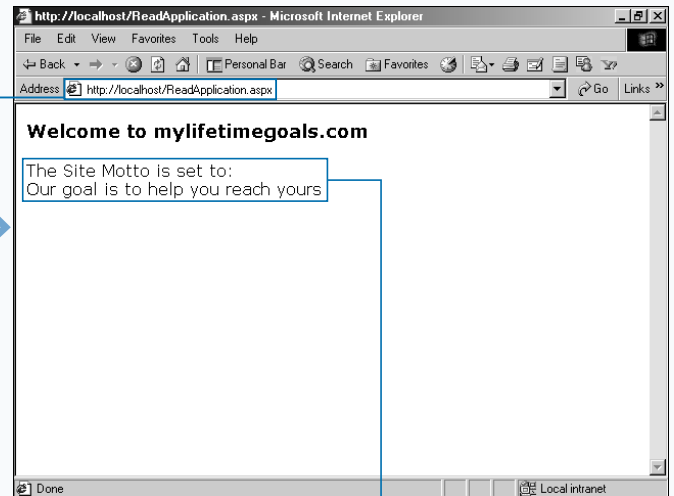 http://localhost/ReadApplication.aspx - Microsoft Internet Explorer
File Edit View Favorites Tools Help
Back Personal Bar Search Favorites
Address http://localhost/ReadApplication.aspx Go Links »
Welcome to mylifetimegoals.com
The Site Motto is set to:
Our goal is to help you reach yours
Done Local intranet